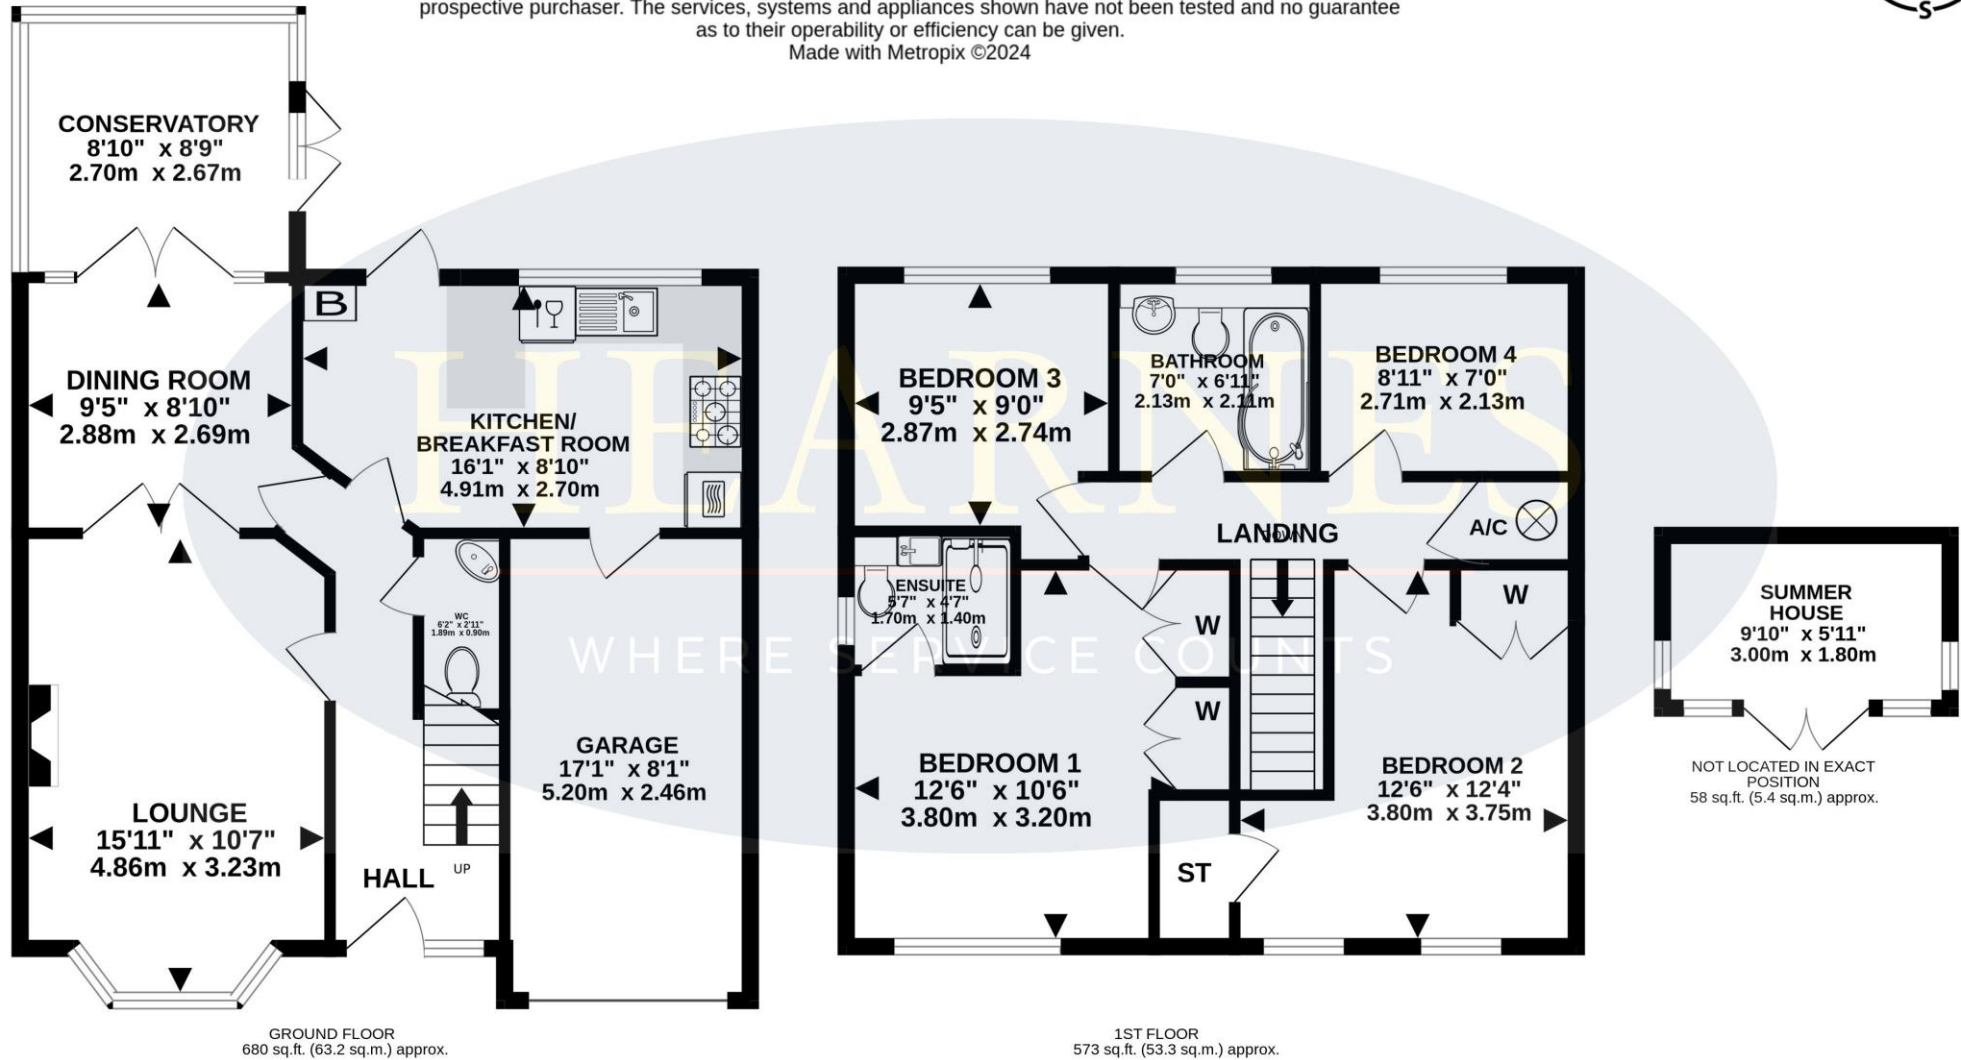 prospective purchaser. The services, systems and appliances shown have not been tested and no guarantee
as to their operability or efficiency can be given.
Made with Metropix ©2024
S
CONSERVATORY
8'10" x 8'9"
2.70m x 2.67m
B
DINING ROOM
9'5" x 8'10"
2.88m x 2.69m
KITCHEN/
BREAKFAST ROOM
16'1" x 8'10"
4.91m x 2.70m
WC
6'2" x 2'11"
1.89m x 0.90m
LOUNGE
15'11" x 10'7"
4.86m x 3.23m
HALL
UP
GARAGE
17'1" x 8'1"
5.20m x 2.46m
GROUND FLOOR
680 sq.ft. (63.2 sq.m.) approx.
BEDROOM 3
9'5" x 9'0"
2.87m x 2.74m
BATHROOM
7'0" x 6'11"
2.13m x 2.11m
BEDROOM 4
8'11" x 7'0"
2.71m x 2.13m
LANDING
DOWN
A/C
ENSUITE
5'7" x 4'7"
1.70m x 1.40m
W
W
W
BEDROOM 1
12'6" x 10'6"
3.80m x 3.20m
BEDROOM 2
12'6" x 12'4"
3.80m x 3.75m
ST
1ST FLOOR
573 sq.ft. (53.3 sq.m.) approx.
SUMMER
HOUSE
9'10" x 5'11"
3.00m x 1.80m
NOT LOCATED IN EXACT
POSITION
58 sq.ft. (5.4 sq.m.) approx.
HEARNES
WHERE SERVICE COUNTS